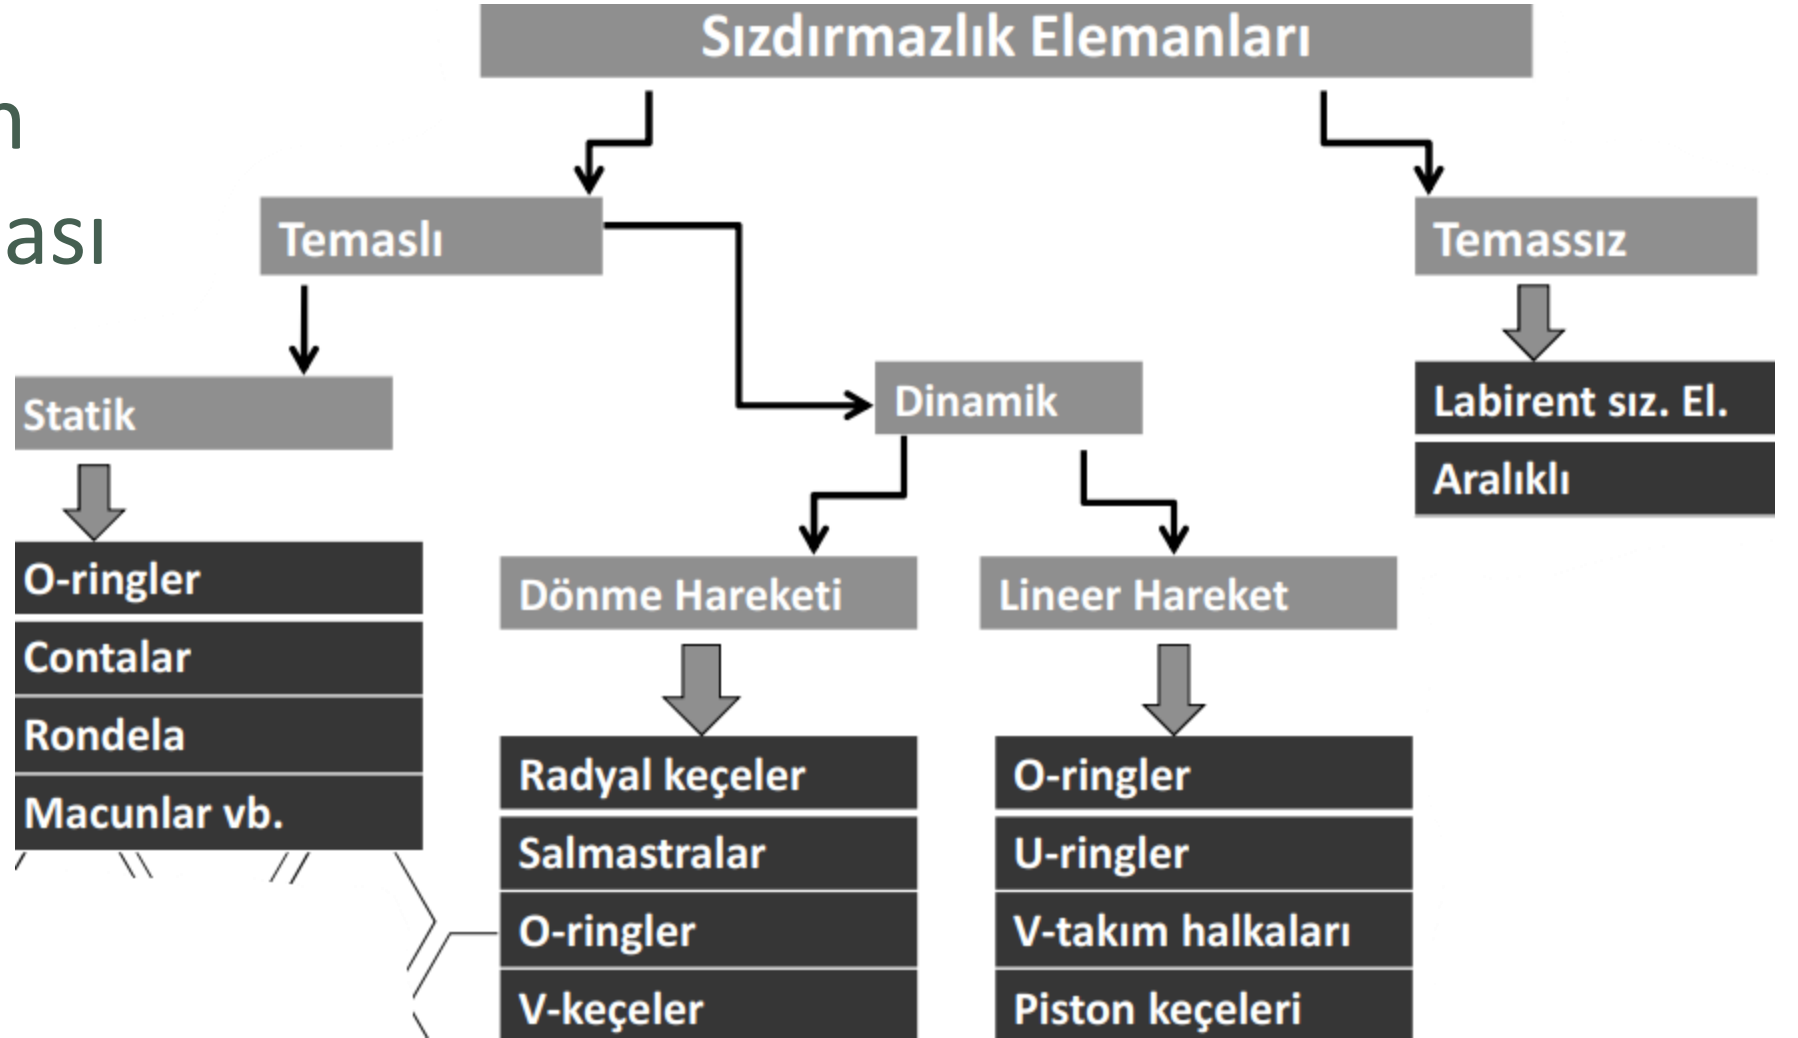 Sızdırmazlık Elemanları
ası
Temaslı
Temassız
Statik
Dinamik
Labirent sız. El.
Aralıklı
O-ringler
Contalar
Rondela
Macunlar vb.
Dönme Hareketi
Radyal keçeler
Salmastralar
O-ringler
V-keçeler
Lineer Hareket
O-ringler
U-ringler
V-takım halkaları
Piston keçeleri